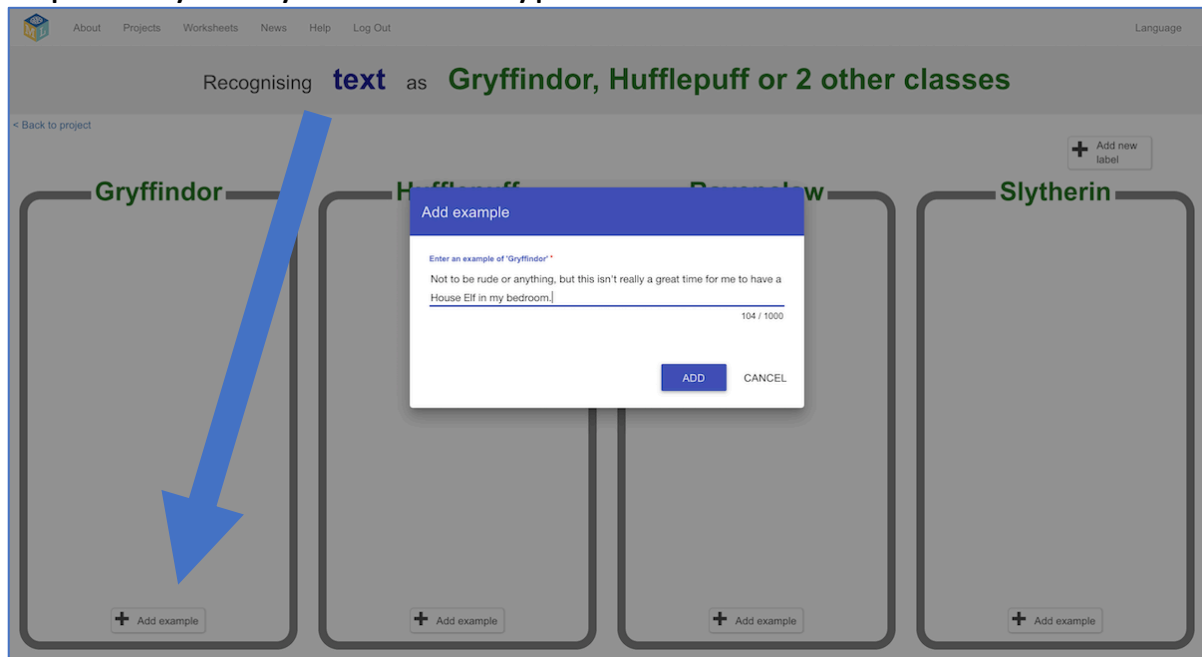 About Projects Worksheets News Help Log Out Language
Recognising text as Gryffindor, Hufflepuff or 2 other classes
< Back to project
Add new
label
Gryffindor Hufflepuff Ravenclaw Slytherin
Add example
Enter an example of 'Gryffindor' *
Not to be rude or anything, but this isn't really a great time for me to have a
House Elf in my bedroom.
104 / 1000
ADD CANCEL
Add example Add example Add example Add example